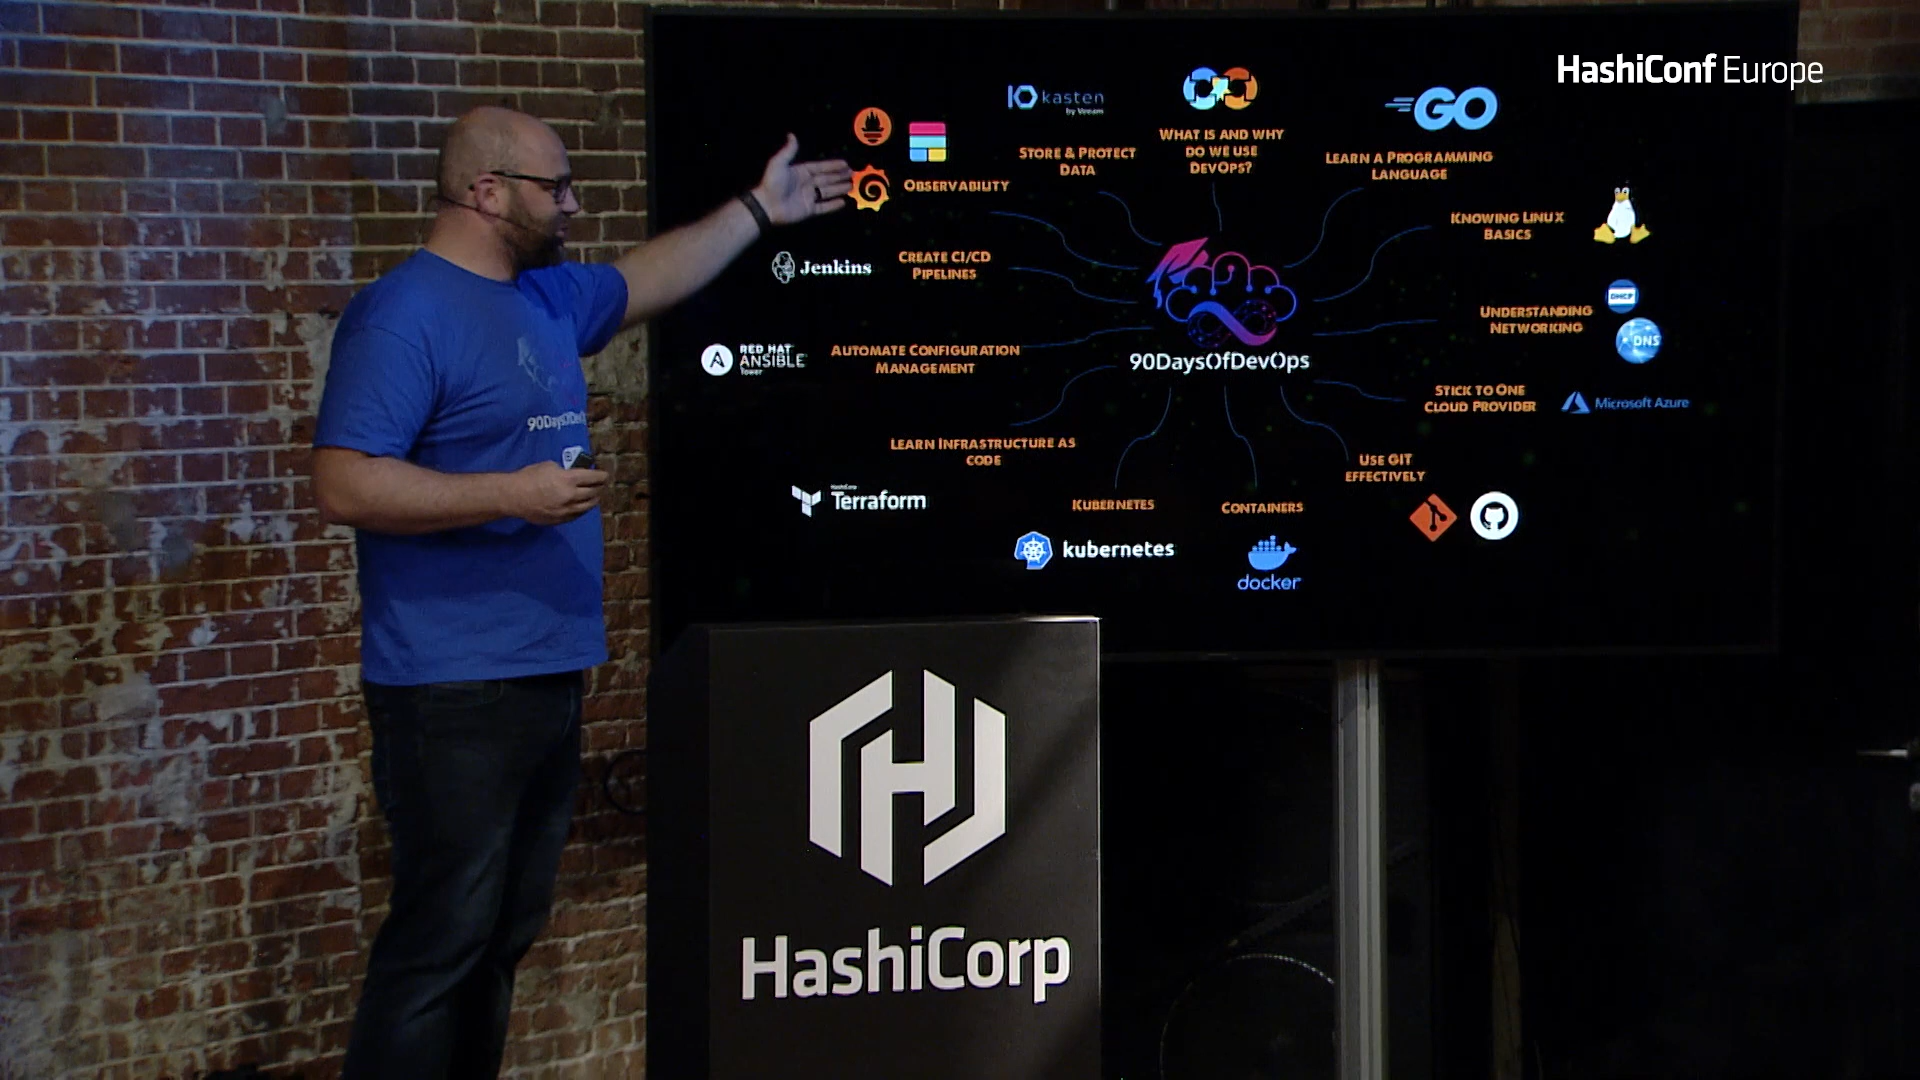 HashiConf Europe
kasten
by Veeam
GO
WHAT IS AND WHY
DO WE USE
DEVOPS?
STORE & PROTECT
DATA
LEARN A PROGRAMMING
LANGUAGE
OBSERVABILITY
KNOWING LINUX
BASICS
Jenkins
CREATE CI/CD
PIPELINES
DHCP
UNDERSTANDING
NETWORKING
DNS
RED HAT
ANSIBLE
Tower
AUTOMATE CONFIGURATION
MANAGEMENT
90DaysOfDevOps
STICK TO ONE
CLOUD PROVIDER
Microsoft Azure
LEARN INFRASTRUCTURE AS
CODE
USE GIT
EFFECTIVELY
HashiCorp
Terraform
KUBERNETES
kubernetes
CONTAINERS
docker
HashiCorp